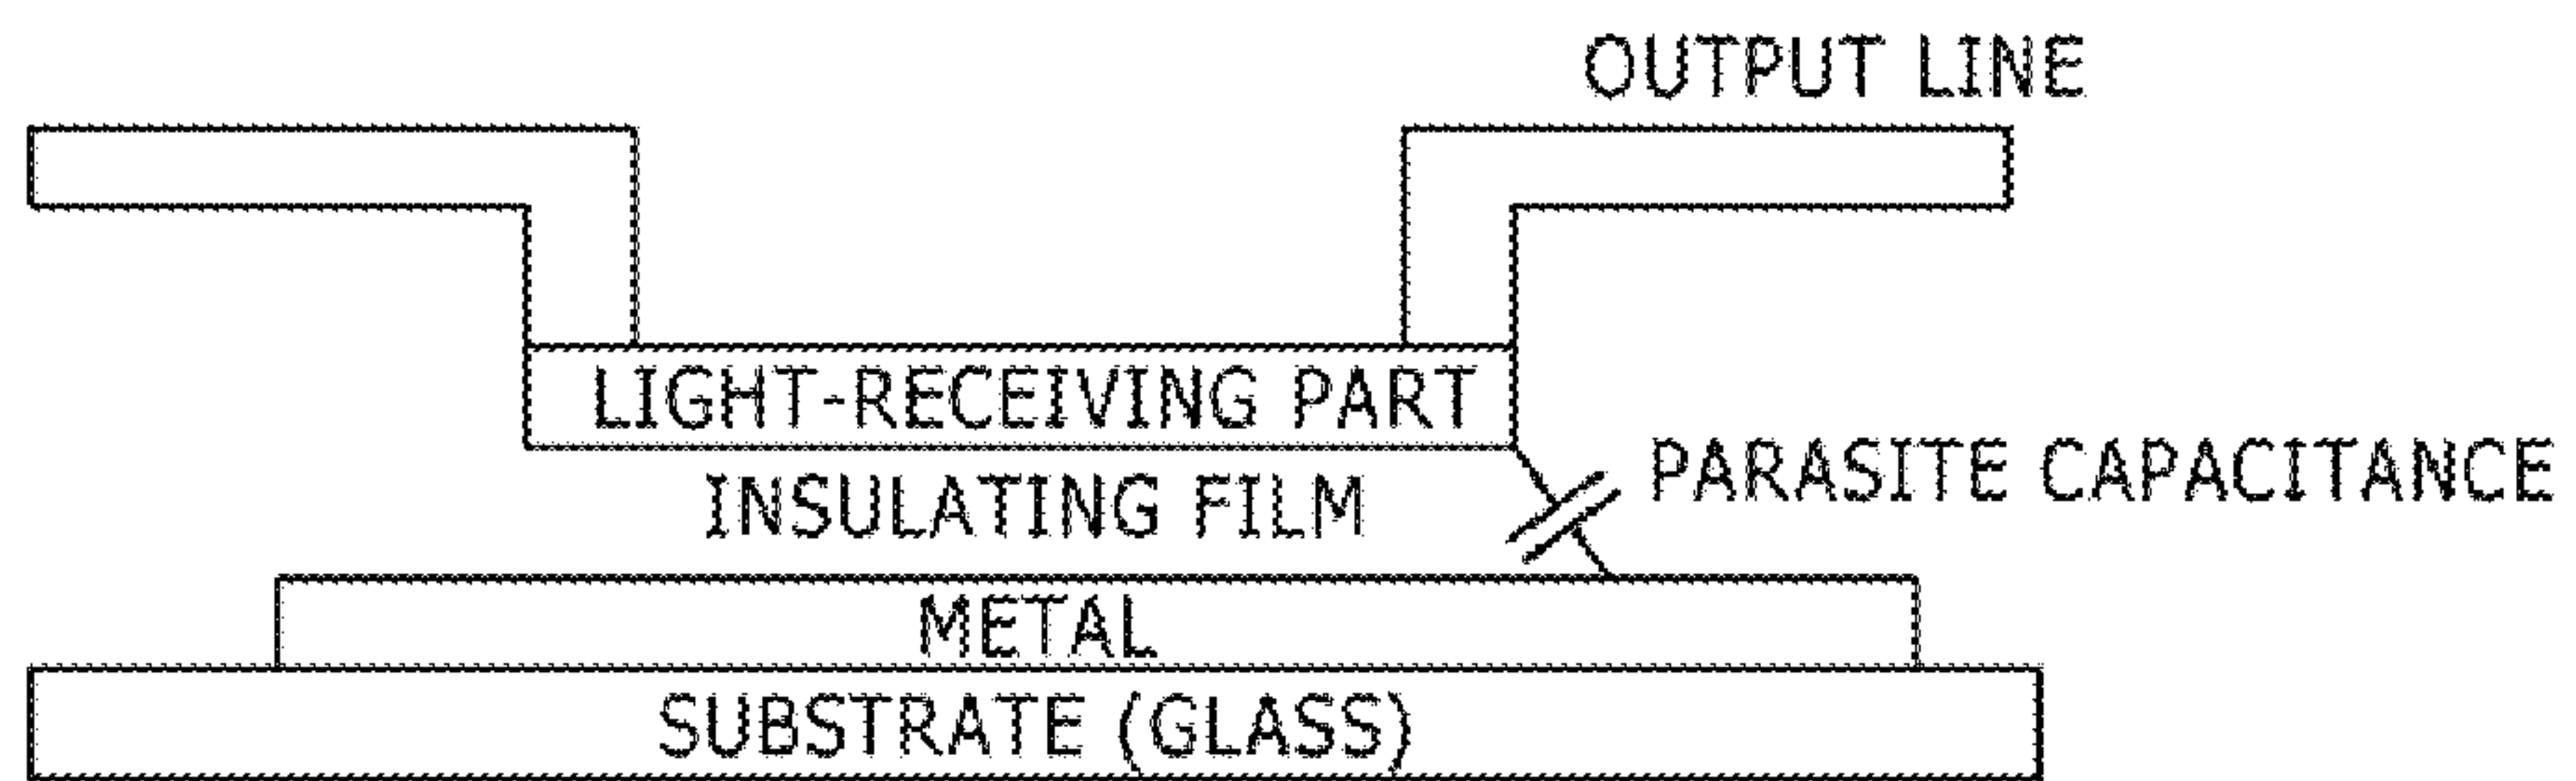 OUTPUT LINE
LIGHT-RECEIVING PART
PARASITE CAPACITANCE
INSULATING FILM
METAL
SUBSTRATE (GLASS)